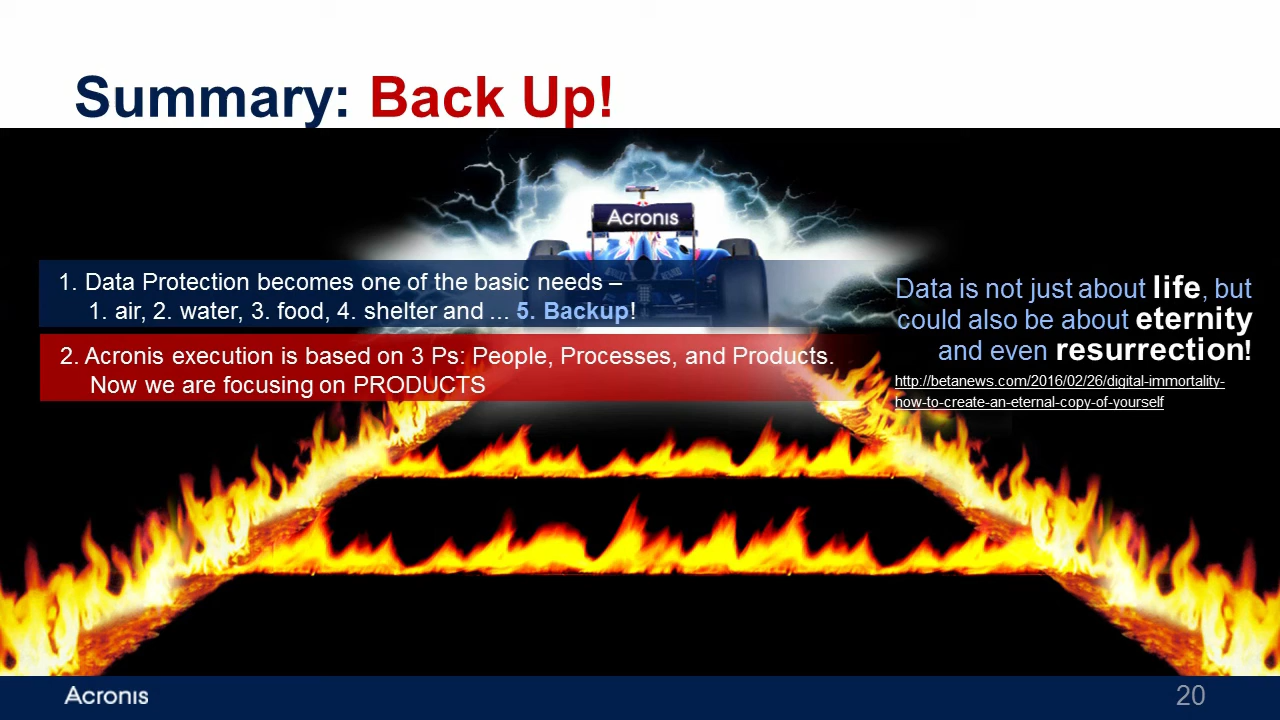 Summary: Back Up!
Acronis
1. Data Protection becomes one of the basic needs –
1. air, 2. water, 3. food, 4. shelter and ... 5. Backup!
2. Acronis execution is based on 3 Ps: People, Processes, and Products.
Now we are focusing on PRODUCTS
Data is not just about life, but
could also be about eternity
and even resurrection!
http://betanews.com/2016/02/26/digital-immortality-
how-to-create-an-eternal-copy-of-yourself
Acronis
20